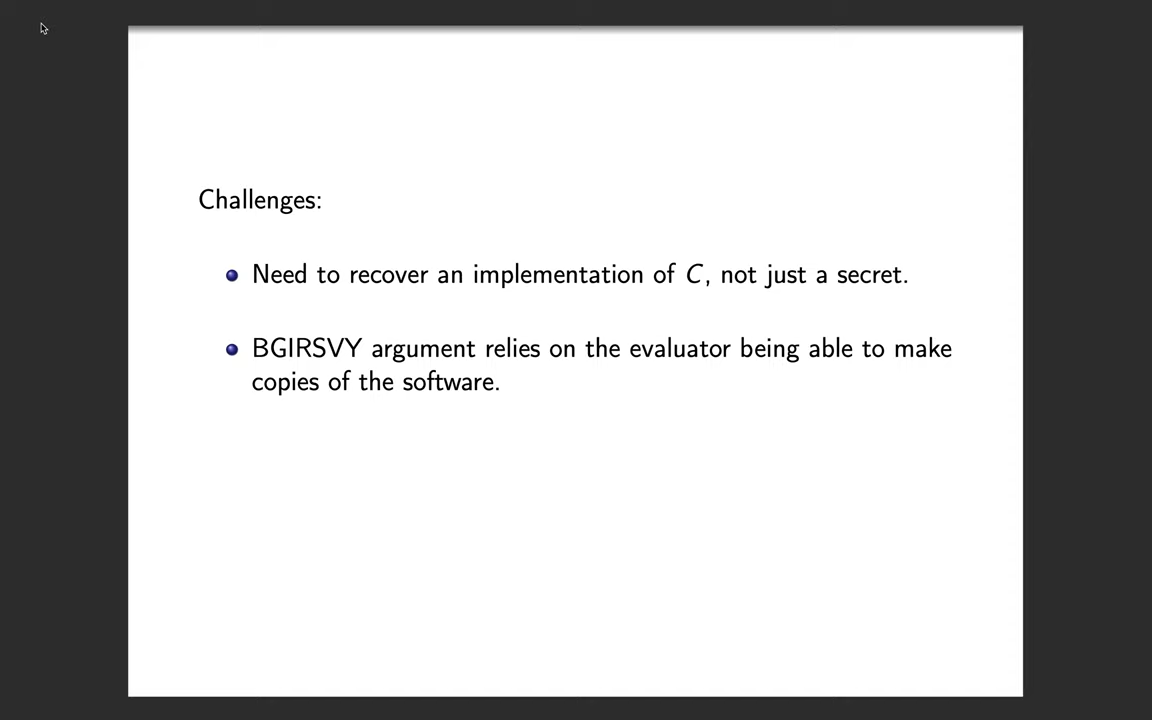 Challenges:
Need to recover an implementation of C, not just a secret.
BGIRSVY argument relies on the evaluator being able to make
copies of the software.